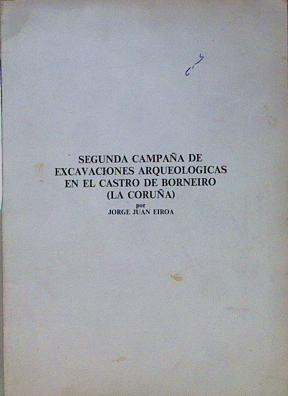 SEGUNDA CAMPAÑA DE
EXCAVACIONES ARQUEOLOGICAS
EN EL CASTRO DE BORNEIRO
(LA CORUÑA)
por
JORGE JUAN EIROA